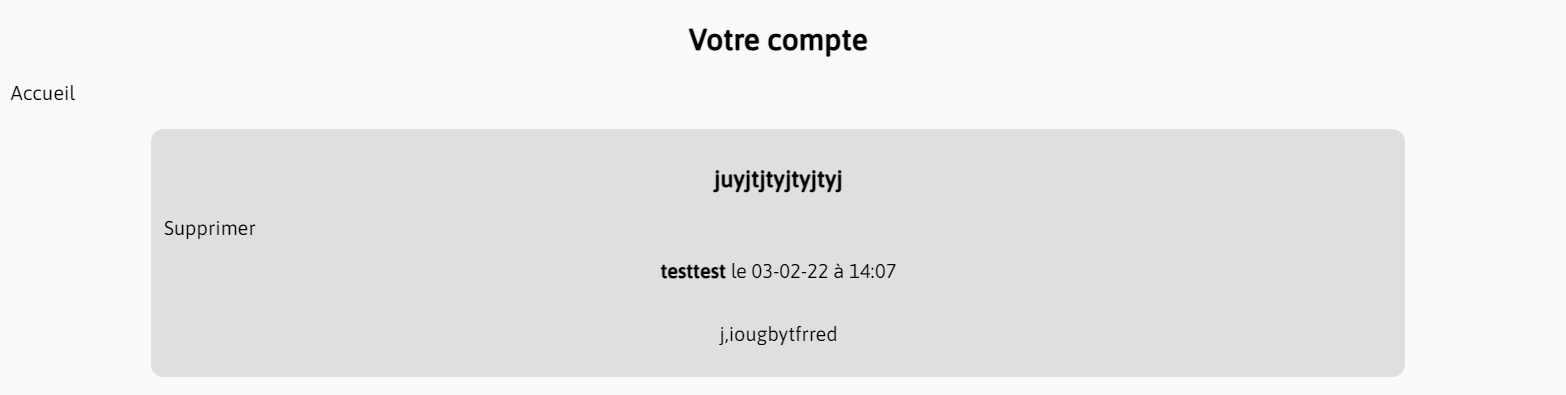 Votre compte
Accueil
juyjtjtyjtyjtyj
Supprimer
testtest le 03-02-22 à 14:07
j,iougbytfrred